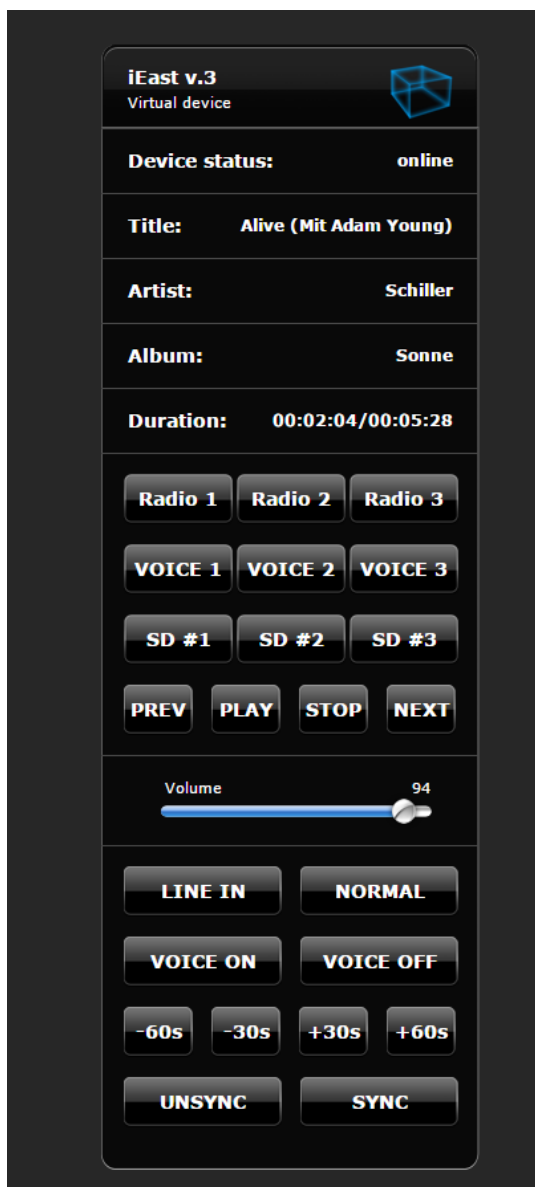 iEast v.3
Virtual device
Device status: online
Title: Alive (Mit Adam Young)
Artist: Schiller
Album: Sonne
Duration: 00:02:04/00:05:28
Radio 1 Radio 2 Radio 3
VOICE 1 VOICE 2 VOICE 3
SD #1 SD #2 SD #3
PREV PLAY STOP NEXT
Volume 94
LINE IN NORMAL
VOICE ON VOICE OFF
-60s -30s +30s +60s
UNSYNC SYNC